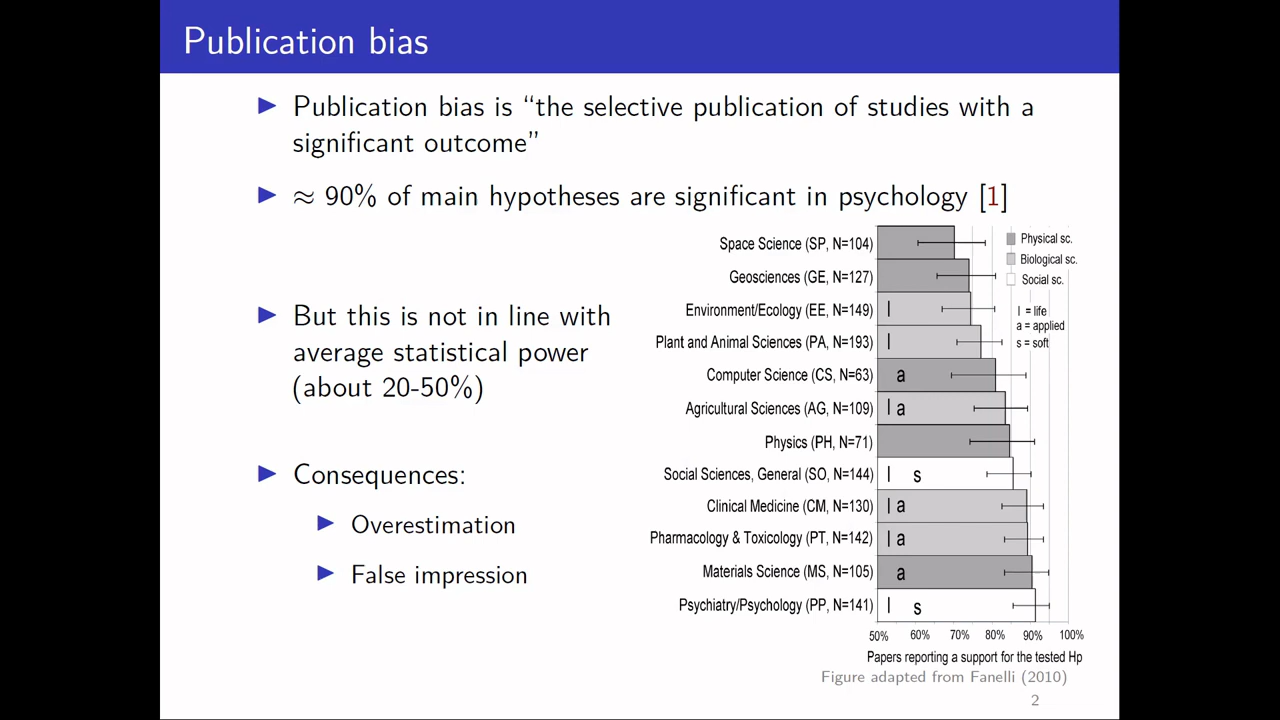 Publication bias
Publication bias is “the selective publication of studies with a
significant outcome”
≈ 90% of main hypotheses are significant in psychology [1]
But this is not in line with
average statistical power
(about 20-50%)
Consequences:
Overestimation
False impression
Space Science (SP, N=104)
Geosciences (GE, N=127)
Environment/Ecology (EE, N=149) l
Plant and Animal Sciences (PA, N=193) l
Computer Science (CS, N=63) a
Agricultural Sciences (AG, N=109) l a
Physics (PH, N=71)
Social Sciences, General (SO, N=144) l s
Clinical Medicine (CM, N=130) l a
Pharmacology & Toxicology (PT, N=142) l a
Materials Science (MS, N=105) a
Psychiatry/Psychology (PP, N=141) l s
Physical sc.
Biological sc.
Social sc.
l = life
a = applied
s = soft
50% 60% 70% 80% 90% 100%
Papers reporting a support for the tested Hp
Figure adapted from Fanelli (2010)
2